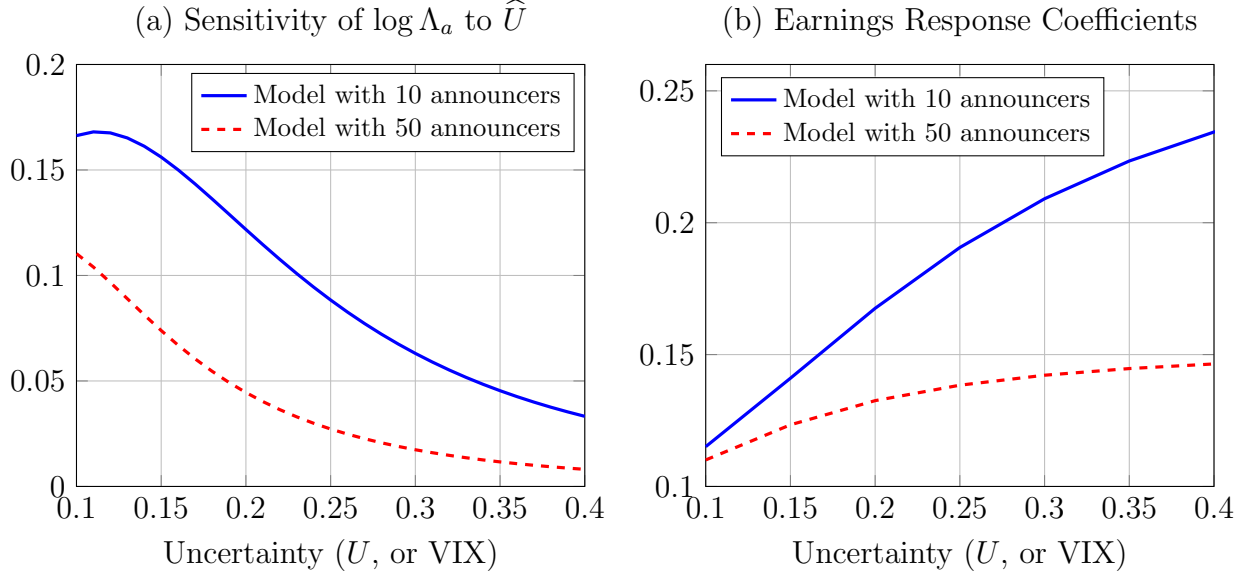 (a) Sensitivity of log Λa to Û
0.2
0.15
0.1
0.05
0
Model with 10 announcers
Model with 50 announcers
0.1 0.15 0.2 0.25 0.3 0.35 0.4
Uncertainty (U, or VIX)
(b) Earnings Response Coefficients
0.25
0.2
0.15
0.1
Model with 10 announcers
Model with 50 announcers
0.1 0.15 0.2 0.25 0.3 0.35 0.4
Uncertainty (U, or VIX)